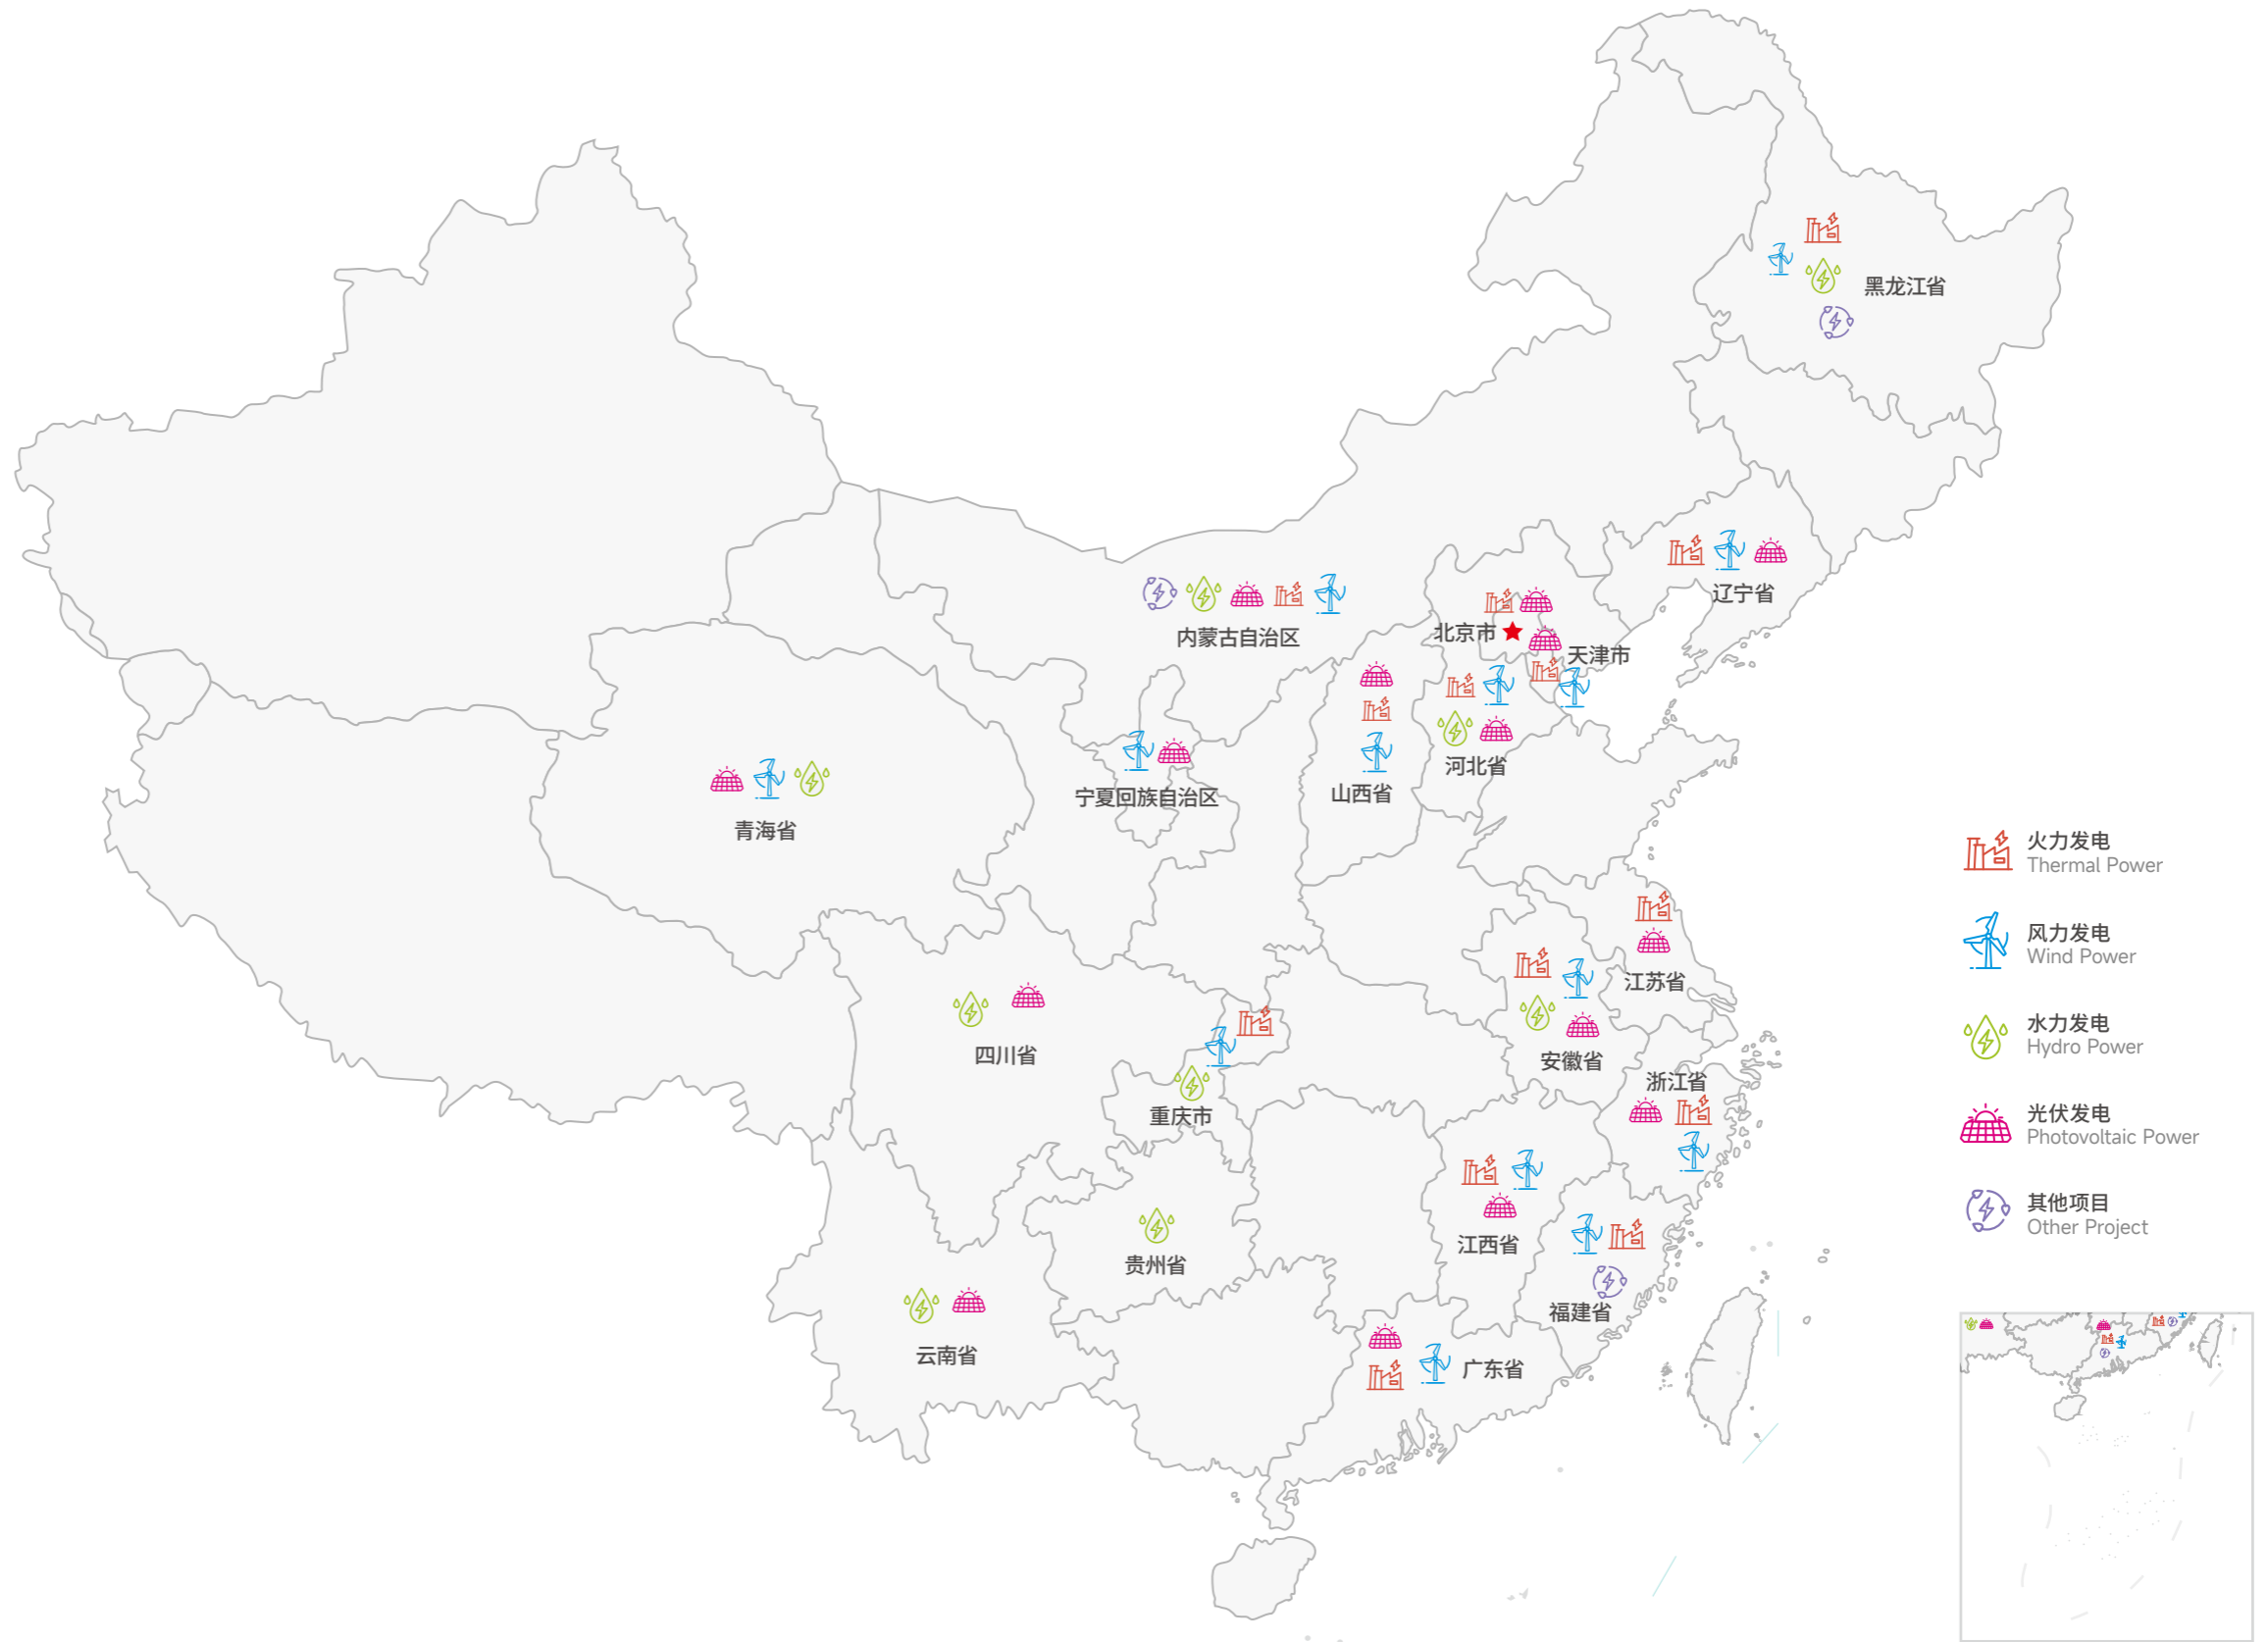 黑龙江省
辽宁省
内蒙古自治区
北京市
天津市
河北省
山西省
宁夏回族自治区
青海省
江苏省
安徽省
四川省
浙江省
重庆市
江西省
贵州省
福建省
云南省
广东省
火力发电
Thermal Power
风力发电
Wind Power
水力发电
Hydro Power
光伏发电
Photovoltaic Power
其他项目
Other Project